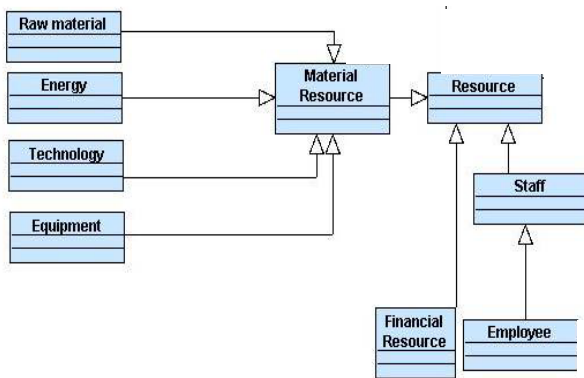 Raw material
Energy
Technology
Equipment
Material
Resource
Resource
Staff
Financial
Resource
Employee